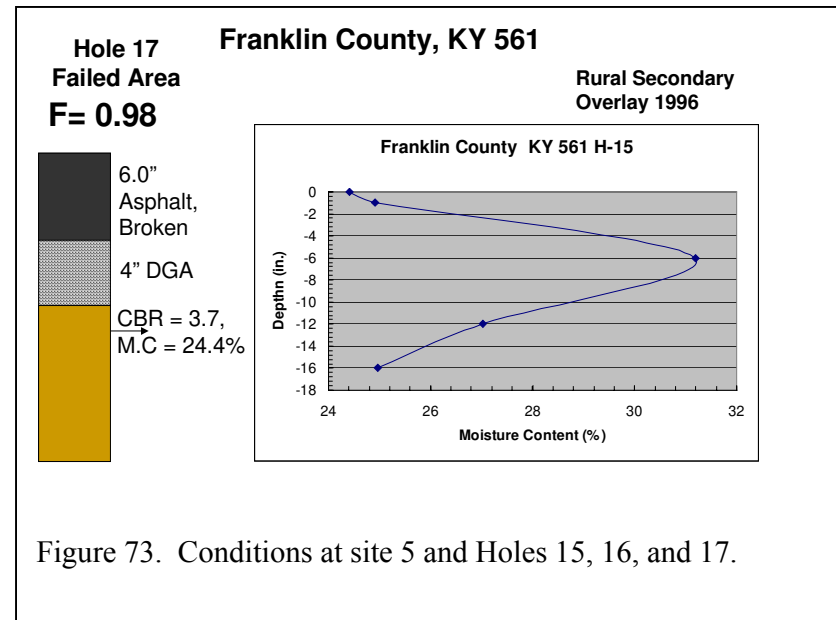 Franklin County, KY 561
Hole 17
Failed Area
F= 0.98
Rural Secondary
Overlay 1996
6.0”
Asphalt,
Broken
4” DGA
CBR = 3.7,
M.C = 24.4%
Franklin County  KY 561 H-15
0
-2
-4
-6
-8
-10
-12
-14
-16
-18
Depthn (in.)
24 26 28 30 32
Moisture Content (%)
Figure 73.  Conditions at site 5 and Holes 15, 16, and 17.